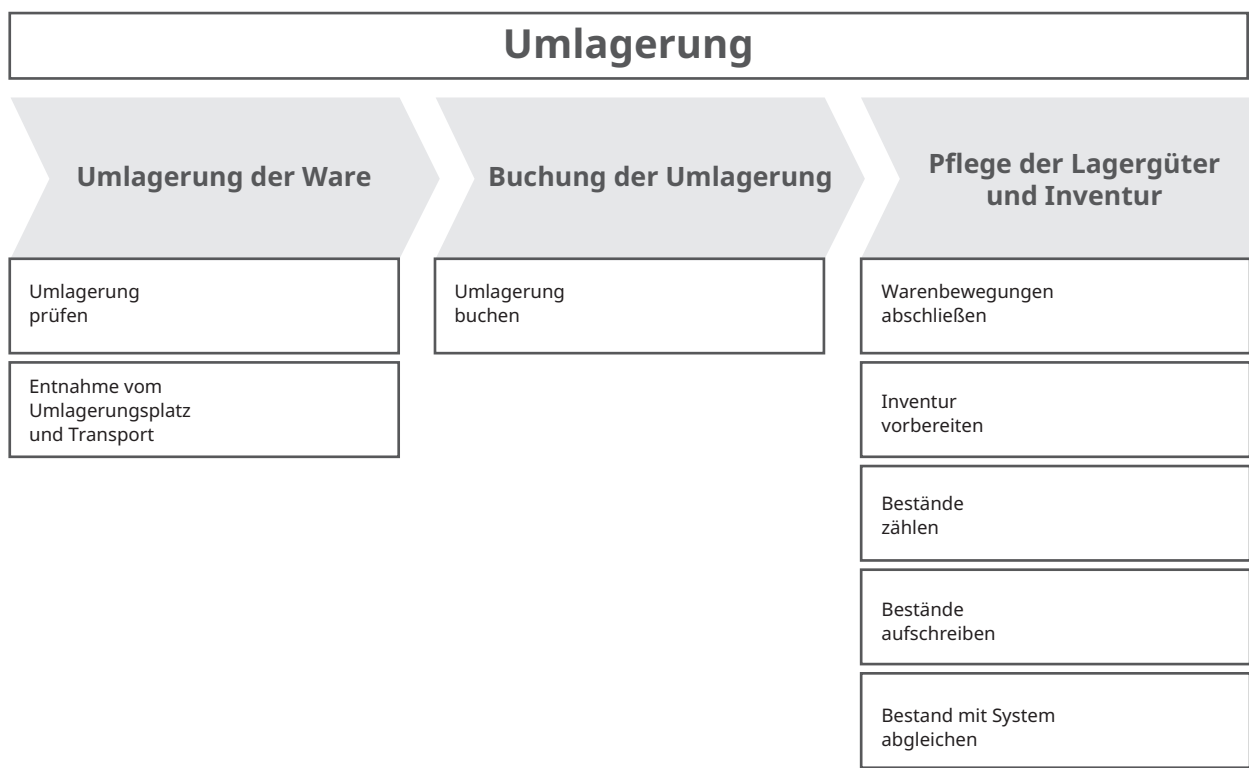 Umlagerung
Umlagerung der Ware
Umlagerung
prüfen
Entnahme vom
Umlagerungsplatz
und Transport
Buchung der Umlagerung
Umlagerung
buchen
Pflege der Lagergüter
und Inventur
Warenbewegungen
abschließen
Inventur
vorbereiten
Bestände
zählen
Bestände
aufschreiben
Bestand mit System
abgleichen